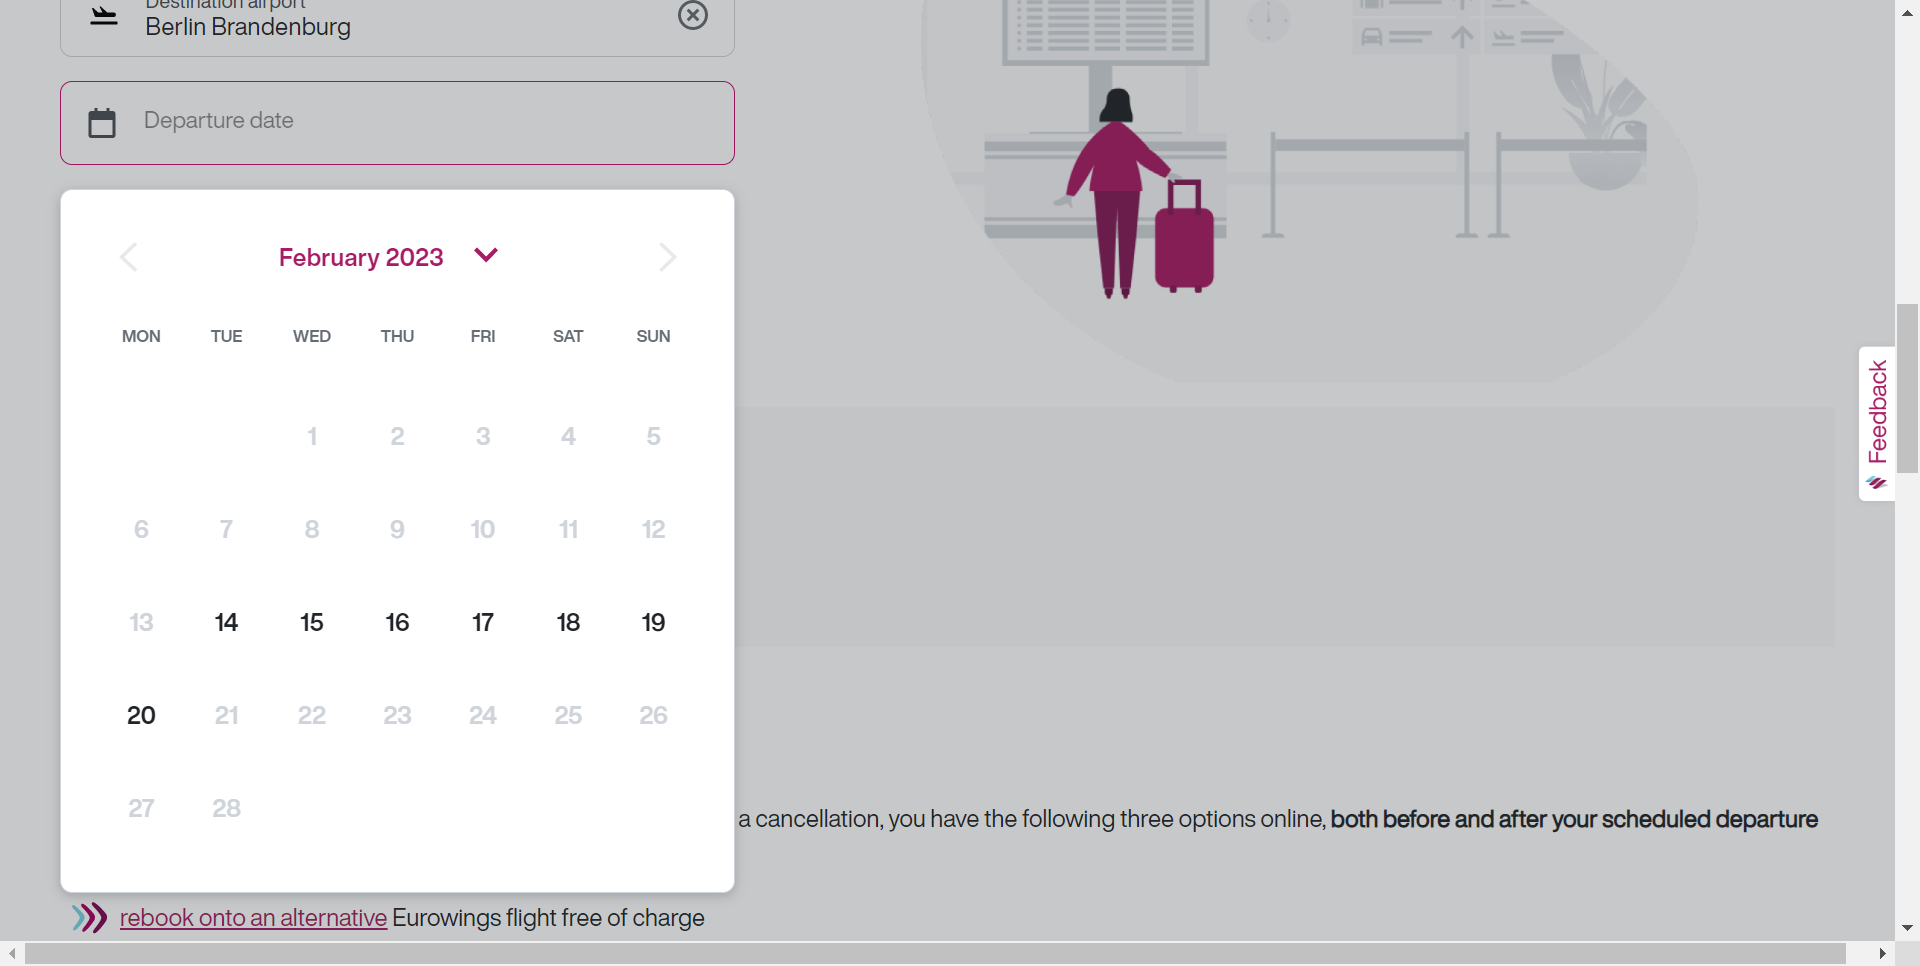 Destination airport
Berlin Brandenburg
Departure date
February 2023
MON TUE WED THU FRI SAT SUN
1 2 3 4 5
6 7 8 9 10 11 12
13 14 15 16 17 18 19
20 21 22 23 24 25 26
27 28
Feedback
a cancellation, you have the following three options online, both before and after your scheduled departure
rebook onto an alternative Eurowings flight free of charge